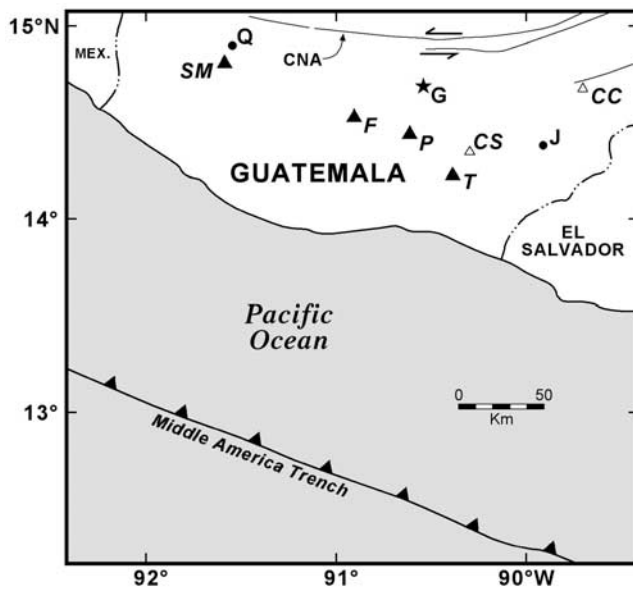 15°N
MEX.
Q
SM
CNA
G
CC
F
P
CS
J
T
GUATEMALA
14°
EL
SALVADOR
Pacific
Ocean
13°
0 50
Km
Middle America Trench
92°
91°
90°W